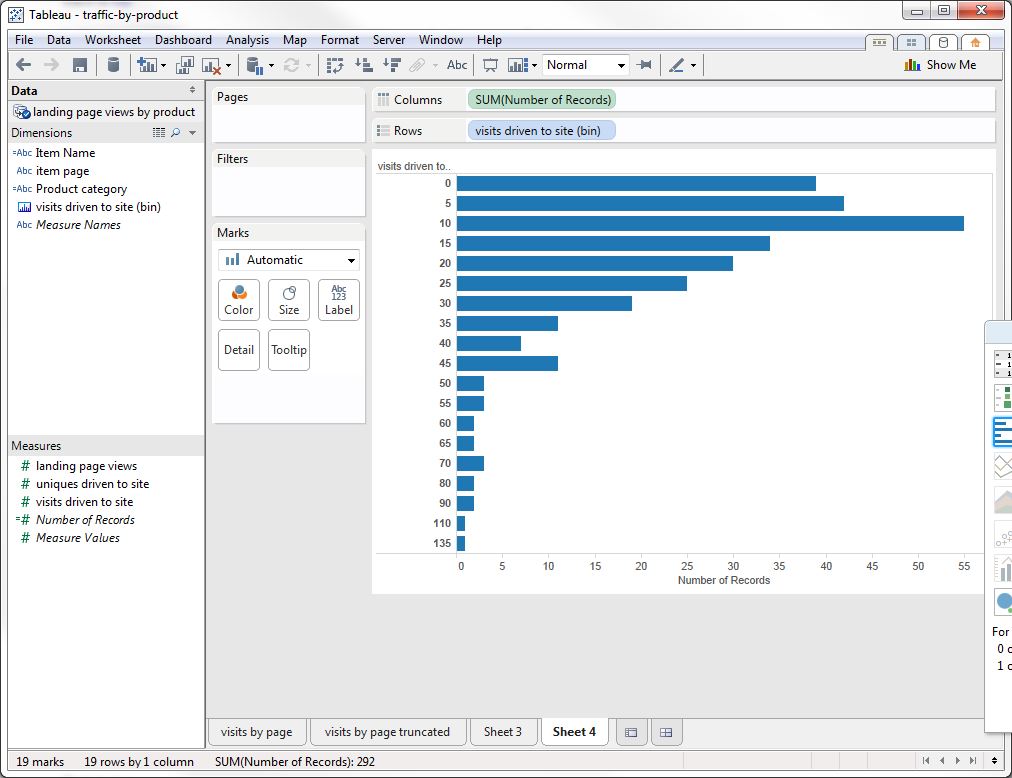 Tableau - traffic-by-product
File Data Worksheet Dashboard Analysis Map Format Server Window Help
Abc Normal Show Me
Data
landing page views by product
Dimensions
=Abc Item Name
Abc item page
=Abc Product category
visits driven to site (bin)
Abc Measure Names
Measures
# landing page views
# uniques driven to site
# visits driven to site
=# Number of Records
# Measure Values
Pages
Filters
Marks
Automatic
Color Size Abc 123 Label
Detail Tooltip
Columns SUM(Number of Records)
Rows visits driven to site (bin)
visits driven to..
0
5
10
15
20
25
30
35
40
45
50
55
60
65
70
80
90
110
135
0 5 10 15 20 25 30 35 40 45 50 55
Number of Records
For
0
1
visits by page visits by page truncated Sheet 3 Sheet 4
19 marks 19 rows by 1 column SUM(Number of Records): 292